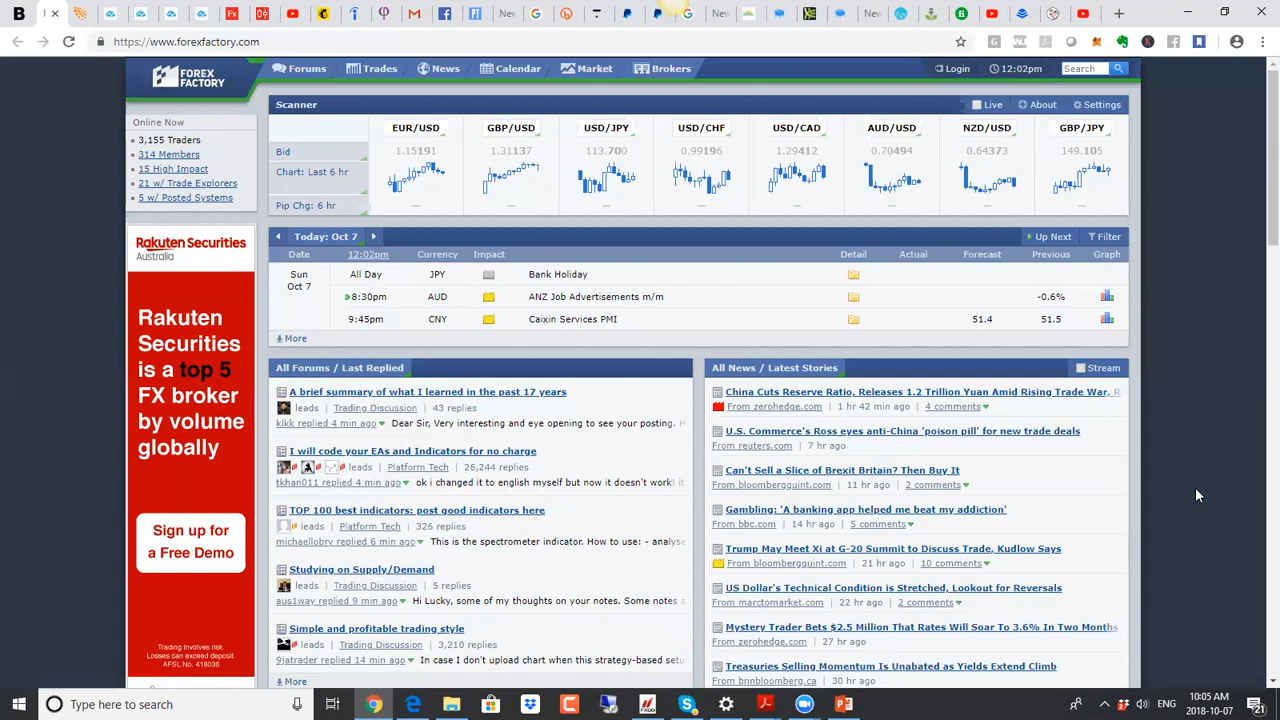 New
New
New
https://www.forexfactory.com
FOREX FACTORY
Forums Trades News Calendar Market Brokers Login 12:02pm Search
Online Now
3,155 Traders
314 Members
15 High Impact
21 w/ Trade Explorers
5 w/ Posted Systems
Rakuten Securities
Australia
Rakuten
Securities
is a top 5
FX broker
by volume
globally
Sign up for
a Free Demo
Trading involves risk.
Losses can exceed deposit.
AFSL No. 418036
Scanner Live About Settings
EUR/USD GBP/USD USD/JPY USD/CHF USD/CAD AUD/USD NZD/USD GBP/JPY
Bid 1.15191 1.31137 113.700 0.99196 1.29412 0.70494 0.64373 149.105
Chart: Last 6 hr
Pip Chg: 6 hr — — — — — — — —
Today: Oct 7 Up Next Filter
Date 12:02pm Currency Impact Detail Actual Forecast Previous Graph
Sun Oct 7 All Day JPY Bank Holiday
8:30pm AUD ANZ Job Advertisements m/m -0.6%
9:45pm CNY Caixin Services PMI 51.4 51.5
More
All Forums / Last Replied
A brief summary of what I learned in the past 17 years
leads | Trading Discussion | 43 replies
klkk replied 4 min ago Dear Sir, Very interesting and eye opening to see your posting. H
I will code your EAs and Indicators for no charge
leads | Platform Tech | 26,244 replies
tkhan011 replied 4 min ago ok i changed it to english myself but now it doesn't work! it
TOP 100 best indicators: post good indicators here
leads | Platform Tech | 326 replies
michaellobry replied 6 min ago This is the spectrometer indicator. How to use: - analyse
Studying on Supply/Demand
leads | Trading Discussion | 5 replies
aus1way replied 9 min ago Hi Lucky, some of my thoughts on your notes. Some notes
Simple and profitable trading style
leads | Trading Discussion | 3,210 replies
9jatrader replied 14 min ago In case I don't upload chart when this strategy-based setu
More
All News / Latest Stories Stream
China Cuts Reserve Ratio, Releases 1.2 Trillion Yuan Amid Rising Trade War, R
From zerohedge.com | 1 hr 42 min ago | 4 comments
U.S. Commerce's Ross eyes anti-China 'poison pill' for new trade deals
From reuters.com | 7 hr ago
Can't Sell a Slice of Brexit Britain? Then Buy It
From bloombergquint.com | 11 hr ago | 2 comments
Gambling: 'A banking app helped me beat my addiction'
From bbc.com | 14 hr ago | 5 comments
Trump May Meet Xi at G-20 Summit to Discuss Trade, Kudlow Says
From bloombergquint.com | 21 hr ago | 10 comments
US Dollar's Technical Condition is Stretched, Lookout for Reversals
From marctomarket.com | 22 hr ago | 2 comments
Mystery Trader Bets $2.5 Million That Rates Will Soar To 3.6% In Two Months
From zerohedge.com | 27 hr ago
Treasuries Selling Momentum Is Unabated as Yields Extend Climb
From bnnbloomberg.ca | 30 hr ago
Type here to search
ENG
10:05 AM
2018-10-07
21